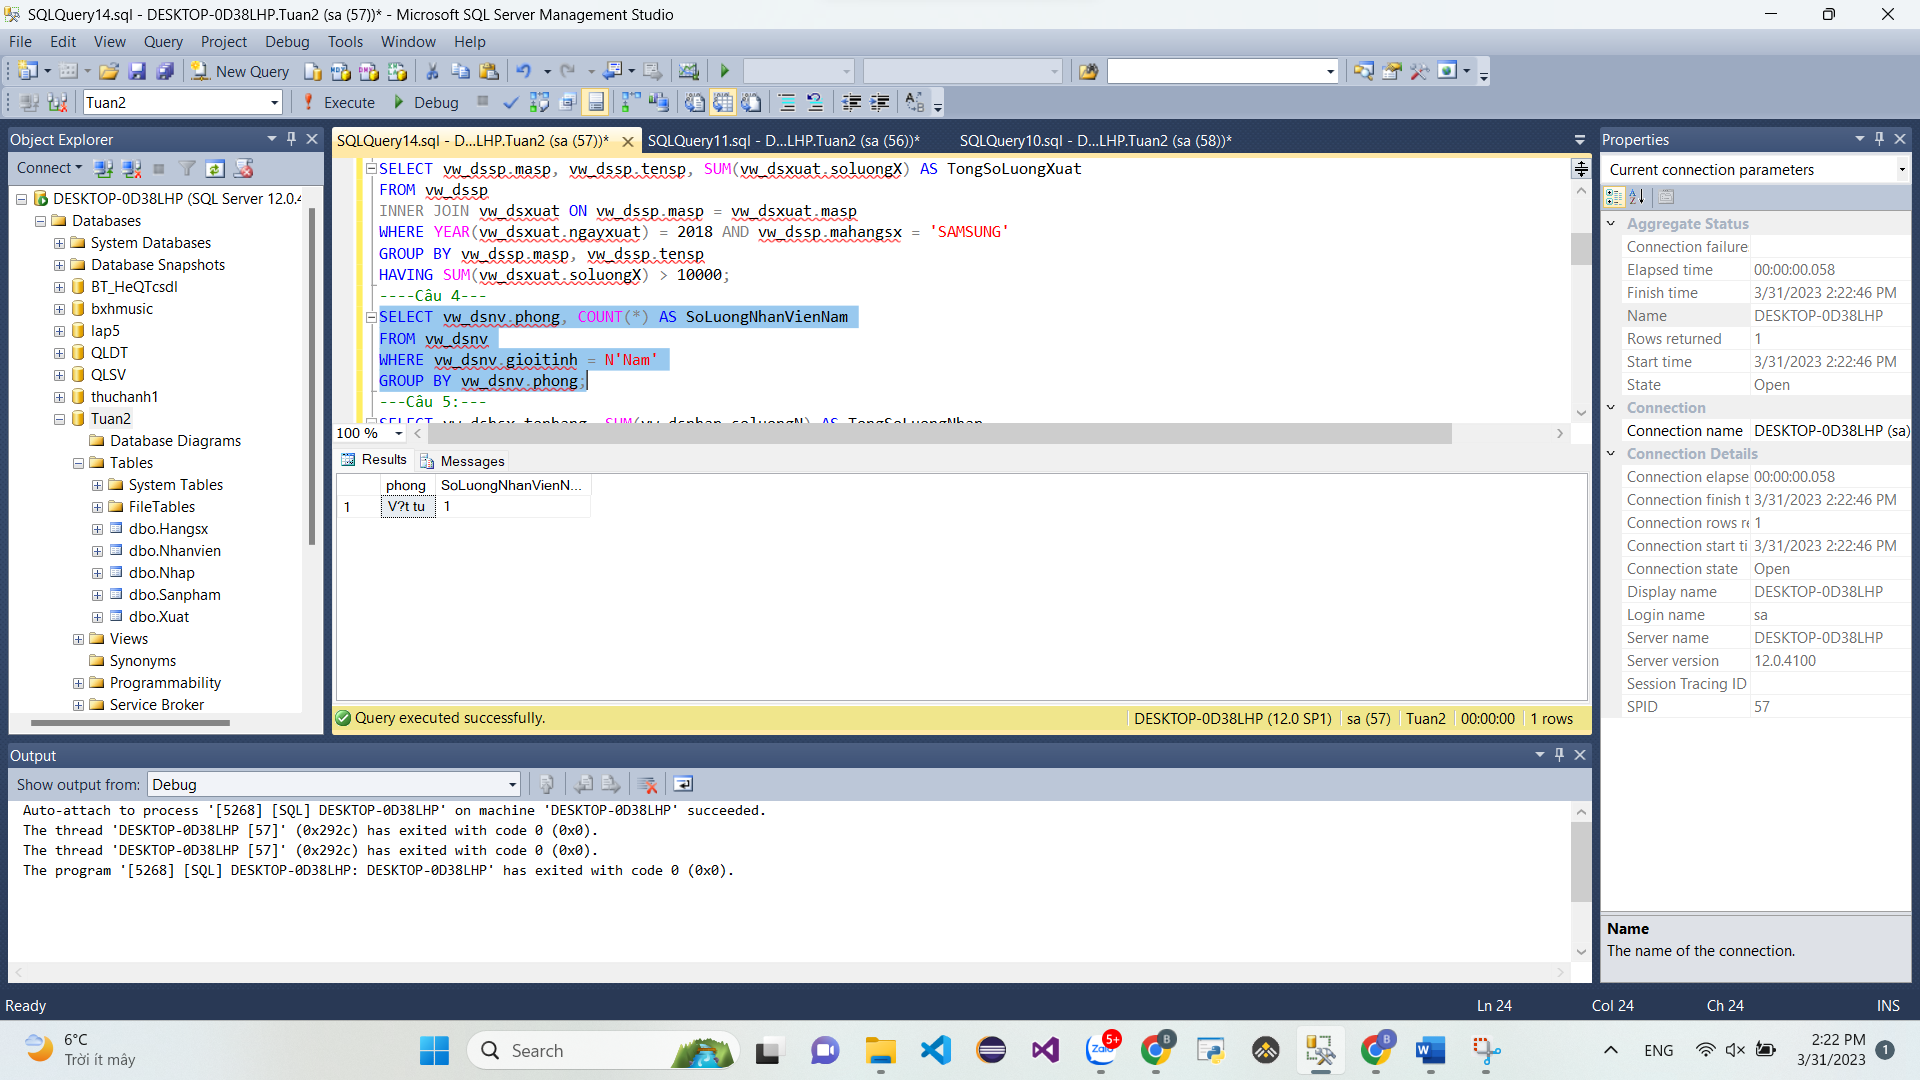 SQLQuery14.sql - DESKTOP-0D38LHP.Tuan2 (sa (57))* - Microsoft SQL Server Management Studio
File Edit View Query Project Debug Tools Window Help
New Query
Tuan2 Execute Debug
Object Explorer
Connect
DESKTOP-0D38LHP (SQL Server 12.0.4
Databases
System Databases
Database Snapshots
BT_HeQTcsdl
bxhmusic
lap5
QLDT
QLSV
thuchanh1
Tuan2
Database Diagrams
Tables
System Tables
FileTables
dbo.Hangsx
dbo.Nhanvien
dbo.Nhap
dbo.Sanpham
dbo.Xuat
Views
Synonyms
Programmability
Service Broker
SQLQuery14.sql - D...LHP.Tuan2 (sa (57))* SQLQuery11.sql - D...LHP.Tuan2 (sa (56))* SQLQuery10.sql - D...LHP.Tuan2 (sa (58))*
SELECT vw_dssp.masp, vw_dssp.tensp, SUM(vw_dsxuat.soluongX) AS TongSoLuongXuat
FROM vw_dssp
INNER JOIN vw_dsxuat ON vw_dssp.masp = vw_dsxuat.masp
WHERE YEAR(vw_dsxuat.ngayxuat) = 2018 AND vw_dssp.mahangsx = 'SAMSUNG'
GROUP BY vw_dssp.masp, vw_dssp.tensp
HAVING SUM(vw_dsxuat.soluongX) > 10000;
----Câu 4---
SELECT vw_dsnv.phong, COUNT(*) AS SoLuongNhanVienNam
FROM vw_dsnv
WHERE vw_dsnv.gioitinh = N'Nam'
GROUP BY vw_dsnv.phong;
---Câu 5:---
SELECT vw_dshsx.tenhang, SUM(vw_dsnhap.soluongN) AS TongSoLuongNhap
100 %
Results Messages
phong SoLuongNhanVienN...
1 V?t tu 1
Query executed successfully. DESKTOP-0D38LHP (12.0 SP1) sa (57) Tuan2 00:00:00 1 rows
Properties
Current connection parameters
Aggregate Status
Connection failure
Elapsed time 00:00:00.058
Finish time 3/31/2023 2:22:46 PM
Name DESKTOP-0D38LHP
Rows returned 1
Start time 3/31/2023 2:22:46 PM
State Open
Connection
Connection name DESKTOP-0D38LHP (sa)
Connection Details
Connection elapse 00:00:00.058
Connection finish t 3/31/2023 2:22:46 PM
Connection rows re 1
Connection start ti 3/31/2023 2:22:46 PM
Connection state Open
Display name DESKTOP-0D38LHP
Login name sa
Server name DESKTOP-0D38LHP
Server version 12.0.4100
Session Tracing ID
SPID 57
Name
The name of the connection.
Output
Show output from: Debug
Auto-attach to process '[5268] [SQL] DESKTOP-0D38LHP' on machine 'DESKTOP-0D38LHP' succeeded.
The thread 'DESKTOP-0D38LHP [57]' (0x292c) has exited with code 0 (0x0).
The thread 'DESKTOP-0D38LHP [57]' (0x292c) has exited with code 0 (0x0).
The program '[5268] [SQL] DESKTOP-0D38LHP: DESKTOP-0D38LHP' has exited with code 0 (0x0).
Ready Ln 24 Col 24 Ch 24 INS
6°C
Trời ít mây
Search
Zalo 5+
B
B
ENG
2:22 PM
3/31/2023
1